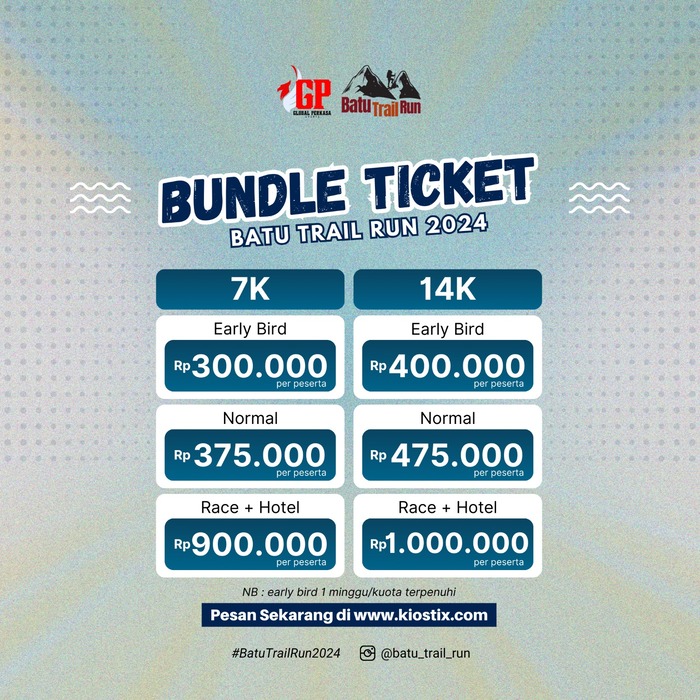 GP
GLOBAL PERKASA
Batu Trail Run
BUNDLE TICKET
BATU TRAIL RUN 2024
7K
14K
Early Bird
Rp300.000
per peserta
Early Bird
Rp400.000
per peserta
Normal
Rp375.000
per peserta
Normal
Rp475.000
per peserta
Race + Hotel
Rp900.000
per peserta
Race + Hotel
Rp1.000.000
per peserta
NB : early bird 1 minggu/kuota terpenuhi
Pesan Sekarang di www.kiostix.com
#BatuTrailRun2024
@batu_trail_run